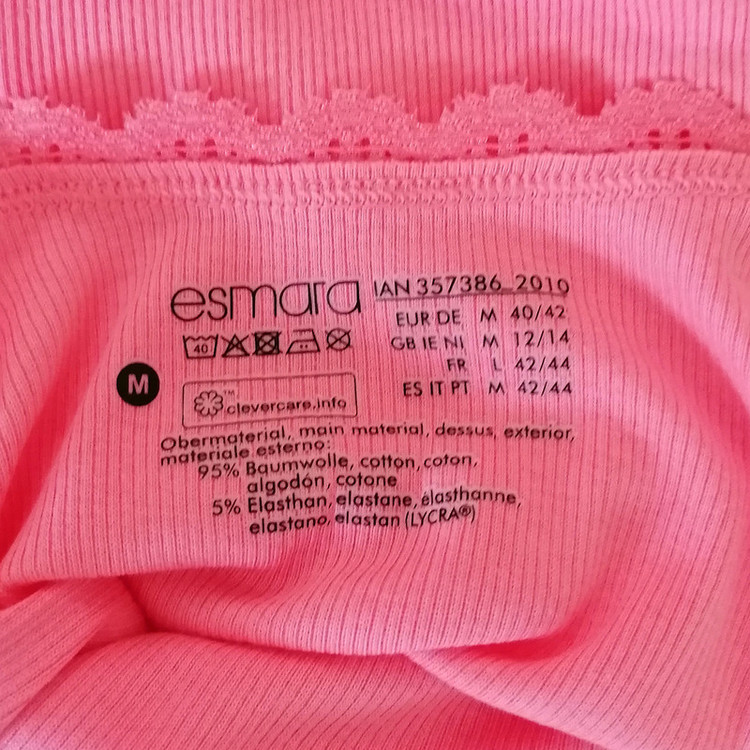 esmara
IAN 357386_2010
EUR DE M 40/42
GB IE NI M 12/14
FR L 42/44
ES IT PT M 42/44
40
M
clevercare.info
Obermaterial, main material, dessus, exterior,
materiale esterno:
95% Baumwolle, cotton, coton,
algodón, cotone
5% Elasthan, elastane, élasthanne,
elastano, elastan (LYCRA®)